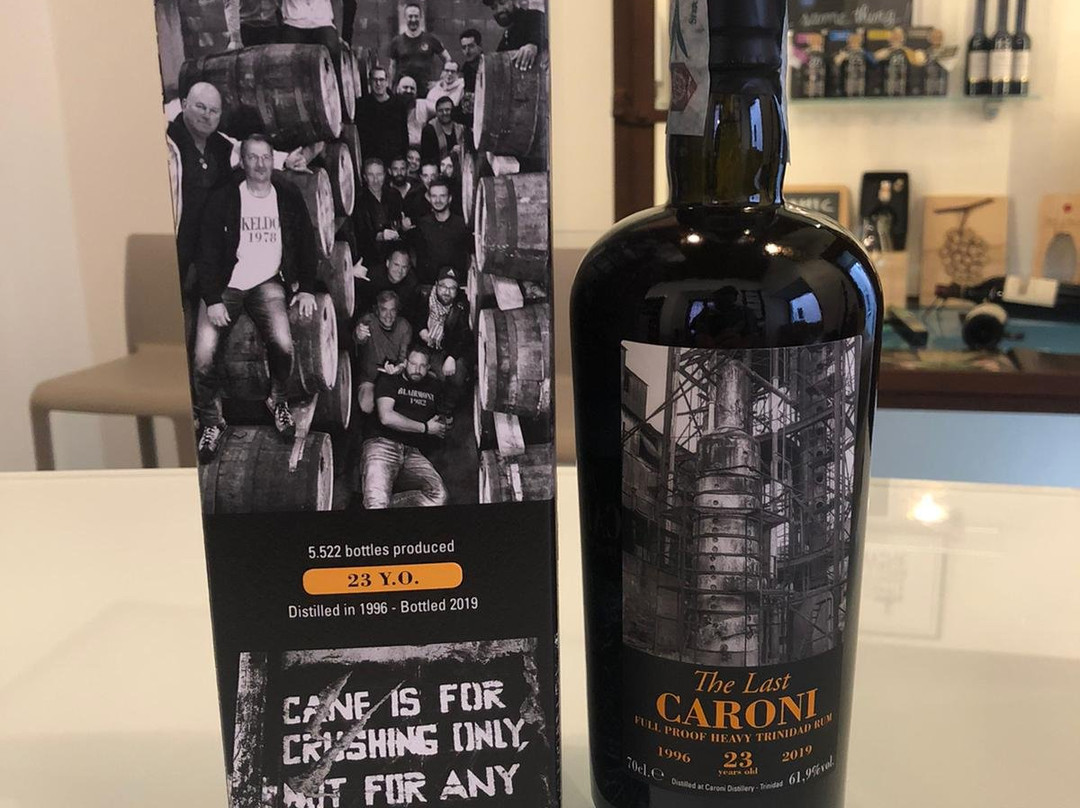 KELDO
1978
BLAIRMONT
1982
5.522 bottles produced
23 Y.O.
Distilled in 1996 - Bottled 2019
CANE IS FOR
CRUSHING ONLY,
NOT FOR ANY
some thing!
The Last
CARONI
FULL PROOF HEAVY TRINIDAD RUM
1996 23 2019
years old
70cl. e Distilled at Caroni Distillery - Trinidad 61,9%vol.